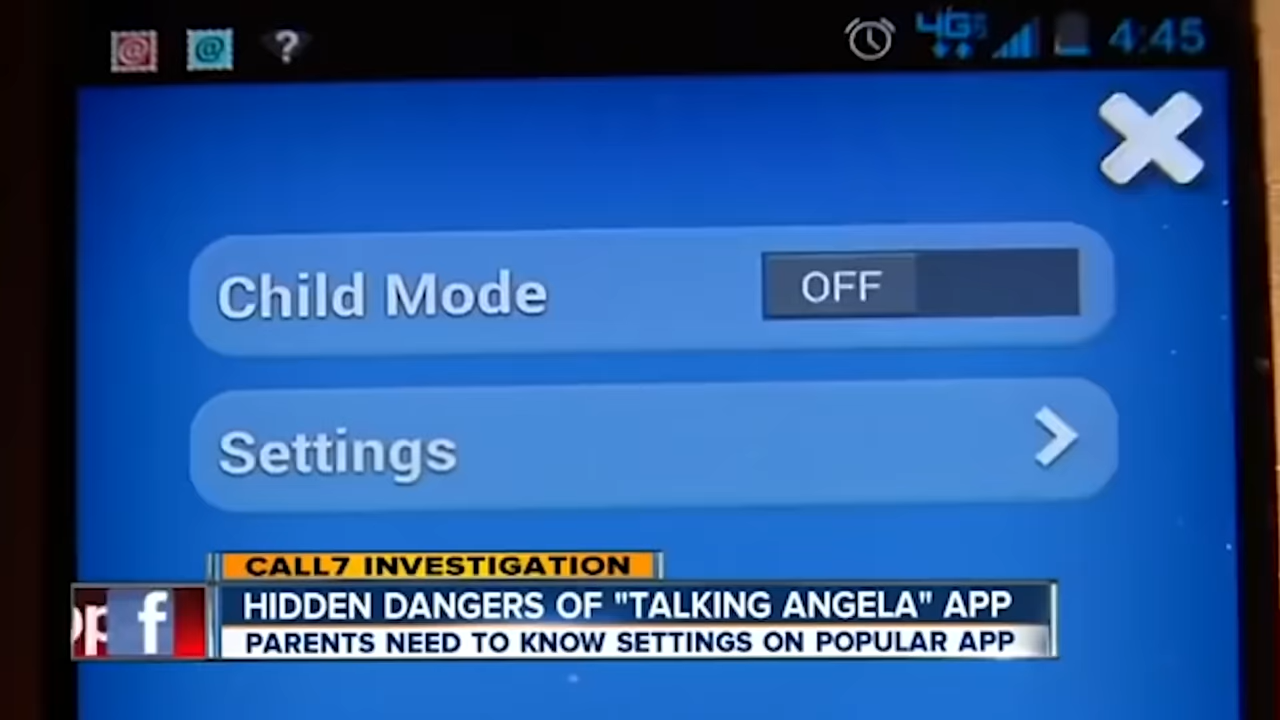 @ @ ? 4G 4:45
Child Mode OFF
Settings
CALL7 INVESTIGATION
HIDDEN DANGERS OF "TALKING ANGELA" APP
f
PARENTS NEED TO KNOW SETTINGS ON POPULAR APP